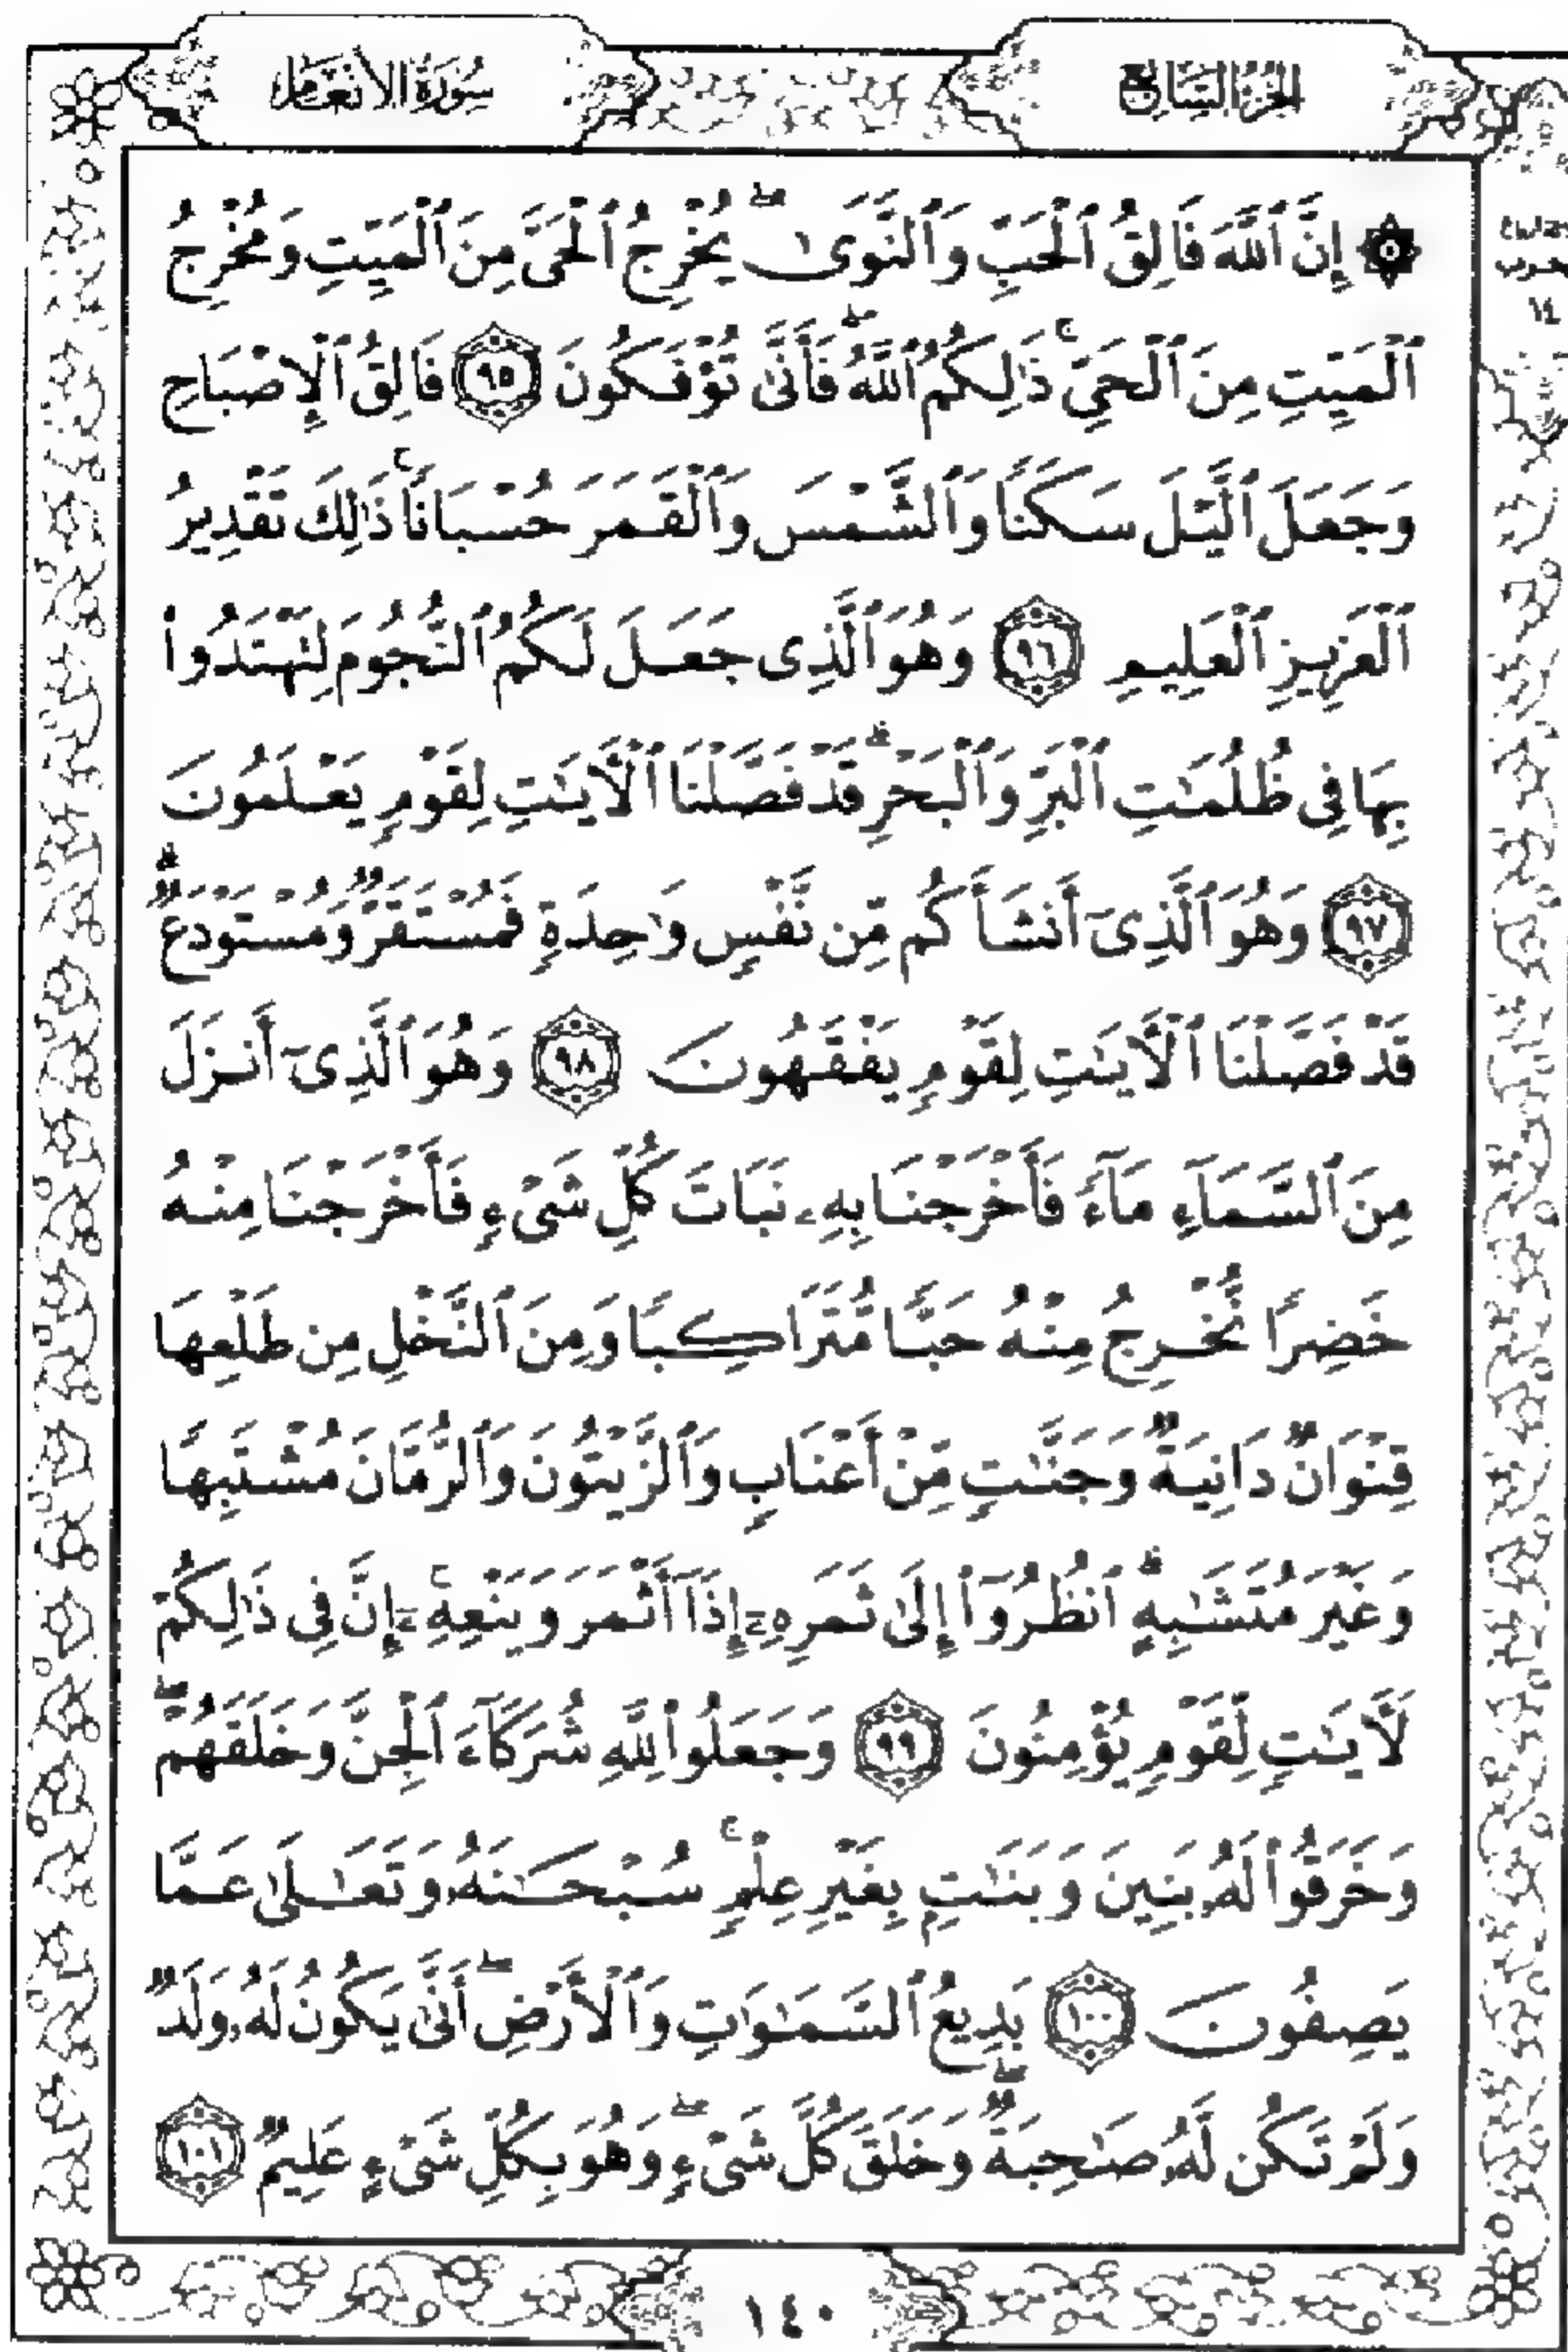 الجزء السابع
سورة الأنعام
۞ إِنَّ ٱللَّهَ فَالِقُ ٱلْحَبِّ وَٱلنَّوَىٰ ۖ يُخْرِجُ ٱلْحَىَّ مِنَ ٱلْمَيِّتِ وَمُخْرِجُ
ٱلْمَيِّتِ مِنَ ٱلْحَىِّ ۚ ذَٰلِكُمُ ٱللَّهُ ۖ فَأَنَّىٰ تُؤْفَكُونَ ٩٥ فَالِقُ ٱلْإِصْبَاحِ
وَجَعَلَ ٱلَّيْلَ سَكَنًا وَٱلشَّمْسَ وَٱلْقَمَرَ حُسْبَانًا ۚ ذَٰلِكَ تَقْدِيرُ
ٱلْعَزِيزِ ٱلْعَلِيمِ ٩٦ وَهُوَ ٱلَّذِى جَعَلَ لَكُمُ ٱلنُّجُومَ لِتَهْتَدُوا۟
بِهَا فِى ظُلُمَٰتِ ٱلْبَرِّ وَٱلْبَحْرِ ۗ قَدْ فَصَّلْنَا ٱلْءَايَٰتِ لِقَوْمٍ يَعْلَمُونَ
٩٧ وَهُوَ ٱلَّذِىٓ أَنشَأَكُم مِّن نَّفْسٍ وَٰحِدَةٍ فَمُسْتَقَرٌّ وَمُسْتَوْدَعٌ ۗ
قَدْ فَصَّلْنَا ٱلْءَايَٰتِ لِقَوْمٍ يَفْقَهُونَ ٩٨ وَهُوَ ٱلَّذِىٓ أَنزَلَ
مِنَ ٱلسَّمَآءِ مَآءً فَأَخْرَجْنَا بِهِۦ نَبَاتَ كُلِّ شَىْءٍ فَأَخْرَجْنَا مِنْهُ
خَضِرًا نُّخْرِجُ مِنْهُ حَبًّا مُّتَرَاكِبًا وَمِنَ ٱلنَّخْلِ مِن طَلْعِهَا
قِنْوَانٌ دَانِيَةٌ وَجَنَّٰتٍ مِّنْ أَعْنَابٍ وَٱلزَّيْتُونَ وَٱلرُّمَّانَ مُشْتَبِهًا
وَغَيْرَ مُتَشَٰبِهٍ ۗ ٱنظُرُوٓا۟ إِلَىٰ ثَمَرِهِۦٓ إِذَآ أَثْمَرَ وَيَنْعِهِۦٓ ۚ إِنَّ فِى ذَٰلِكُمْ
لَءَايَٰتٍ لِّقَوْمٍ يُؤْمِنُونَ ٩٩ وَجَعَلُوا۟ لِلَّهِ شُرَكَآءَ ٱلْجِنَّ وَخَلَقَهُمْ ۖ
وَخَرَقُوا۟ لَهُۥ بَنِينَ وَبَنَٰتٍۭ بِغَيْرِ عِلْمٍ ۚ سُبْحَٰنَهُۥ وَتَعَٰلَىٰ عَمَّا
يَصِفُونَ ١٠٠ بَدِيعُ ٱلسَّمَٰوَٰتِ وَٱلْأَرْضِ ۖ أَنَّىٰ يَكُونُ لَهُۥ وَلَدٌ
وَلَمْ تَكُن لَّهُۥ صَٰحِبَةٌ ۖ وَخَلَقَ كُلَّ شَىْءٍ ۖ وَهُوَ بِكُلِّ شَىْءٍ عَلِيمٌ ١٠١
١٤٠